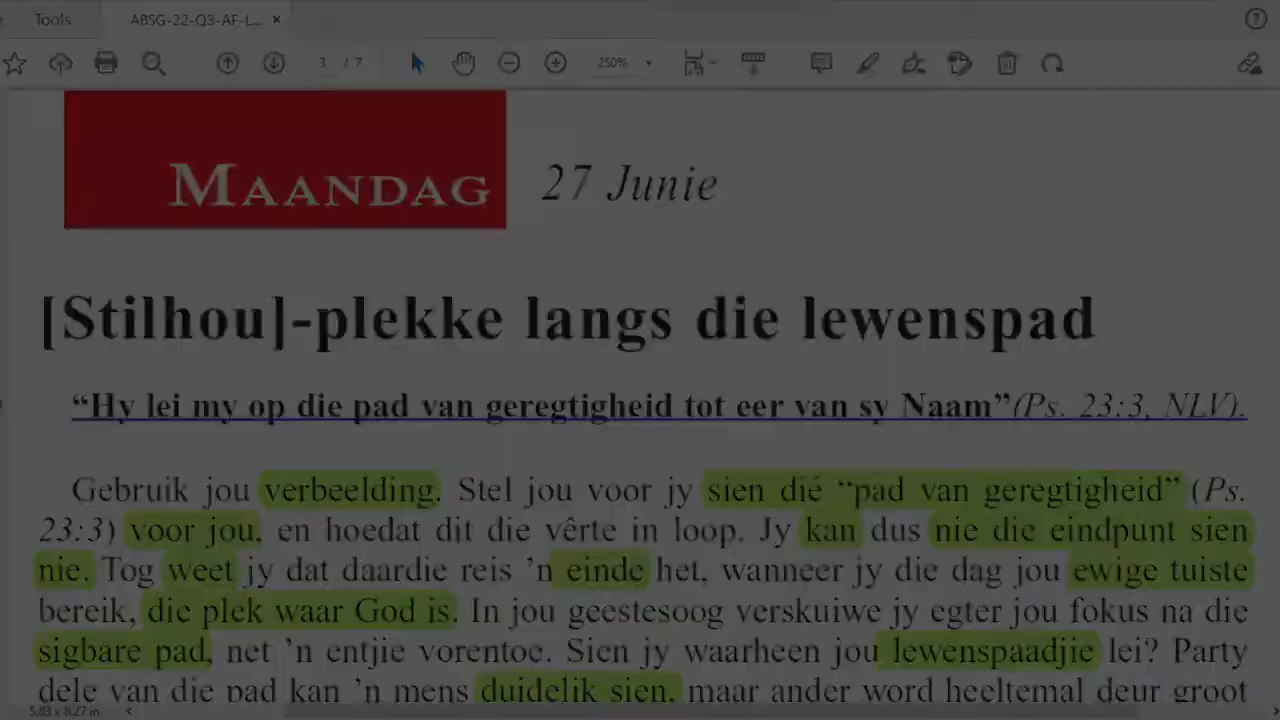 Tools
ABSG-22-Q3-AF-L...
3 / 7
250%
MAANDAG
27 Junie
[Stilhou]-plekke langs die lewenspad
“Hy lei my op die pad van geregtigheid tot eer van sy Naam”(Ps. 23:3, NLV).
Gebruik jou verbeelding. Stel jou voor jy sien dié “pad van geregtigheid” (Ps.
23:3) voor jou, en hoedat dit die vêrte in loop. Jy kan dus nie die eindpunt sien
nie. Tog weet jy dat daardie reis ’n einde het, wanneer jy die dag jou ewige tuiste
bereik, die plek waar God is. In jou geestesoog verskuiwe jy egter jou fokus na die
sigbare pad, net ’n entjie vorentoe. Sien jy waarheen jou lewenspaadjie lei? Party
dele van die pad kan ’n mens duidelik sien, maar ander word heeltemal deur groot
5.83 x 8.27 in